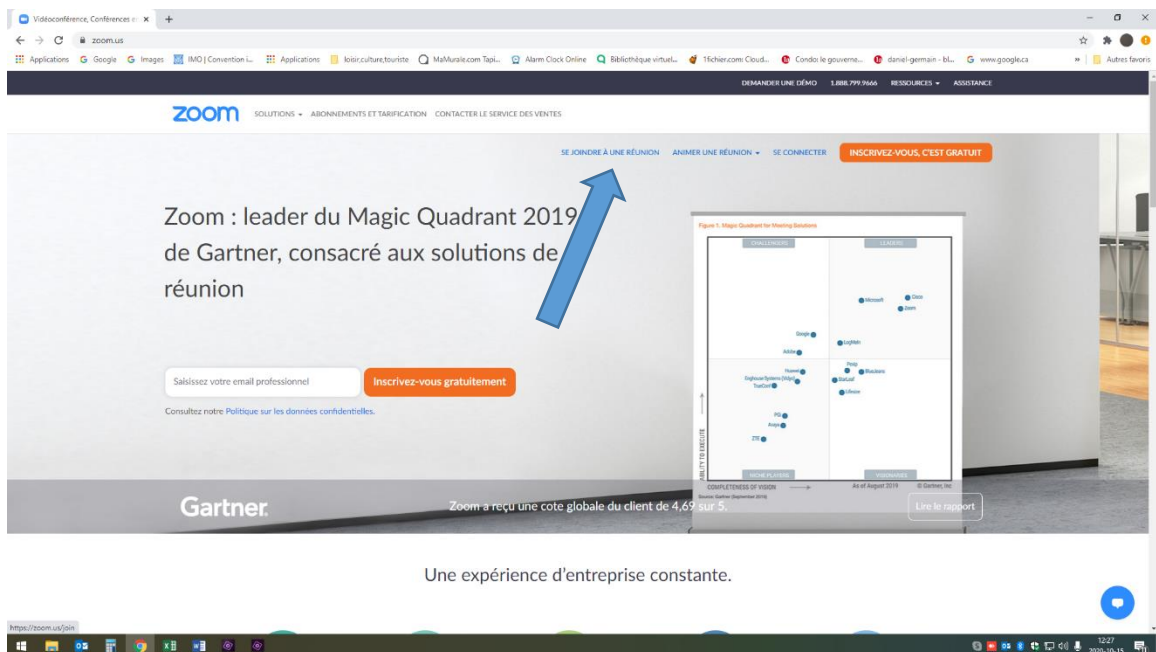 Vidéoconférence, Conférences e
zoom.us
Applications Google Images IMO | Convention i... Applications loisir,culture,touriste MaMurale.com Tapi... Alarm Clock Online Bibliothèque virtuel... 1fichier.com: Cloud... Condo: le gouverne... daniel-germain - bl... www.google.ca » Autres favoris
DEMANDER UNE DÉMO 1.888.799.9666 RESSOURCES ASSISTANCE
zoom SOLUTIONS ABONNEMENTS ET TARIFICATION CONTACTER LE SERVICE DES VENTES
SE JOINDRE À UNE RÉUNION ANIMER UNE RÉUNION SE CONNECTER INSCRIVEZ-VOUS, C'EST GRATUIT
Zoom : leader du Magic Quadrant 2019
de Gartner, consacré aux solutions de
réunion
Saisissez votre email professionnel Inscrivez-vous gratuitement
Consultez notre Politique sur les données confidentielles.
Figure 1. Magic Quadrant for Meeting Solutions
CHALLENGERS LEADERS
Microsoft Cisco
Zoom
Google
LogMeIn
Adobe
Pexip
Huawei BlueJeans
Enghouse Systems (Vidyo) StarLeaf
TrueConf
Lifesize
PGi
Avaya
ZTE
ABILITY TO EXECUTE
NICHE PLAYERS VISIONARIES
COMPLETENESS OF VISION As of August 2019 © Gartner, Inc
Source: Gartner (September 2019)
Gartner Zoom a reçu une cote globale du client de 4,69 sur 5. Lire le rapport
Une expérience d'entreprise constante.
https://zoom.us/join
12:27
2020-10-15